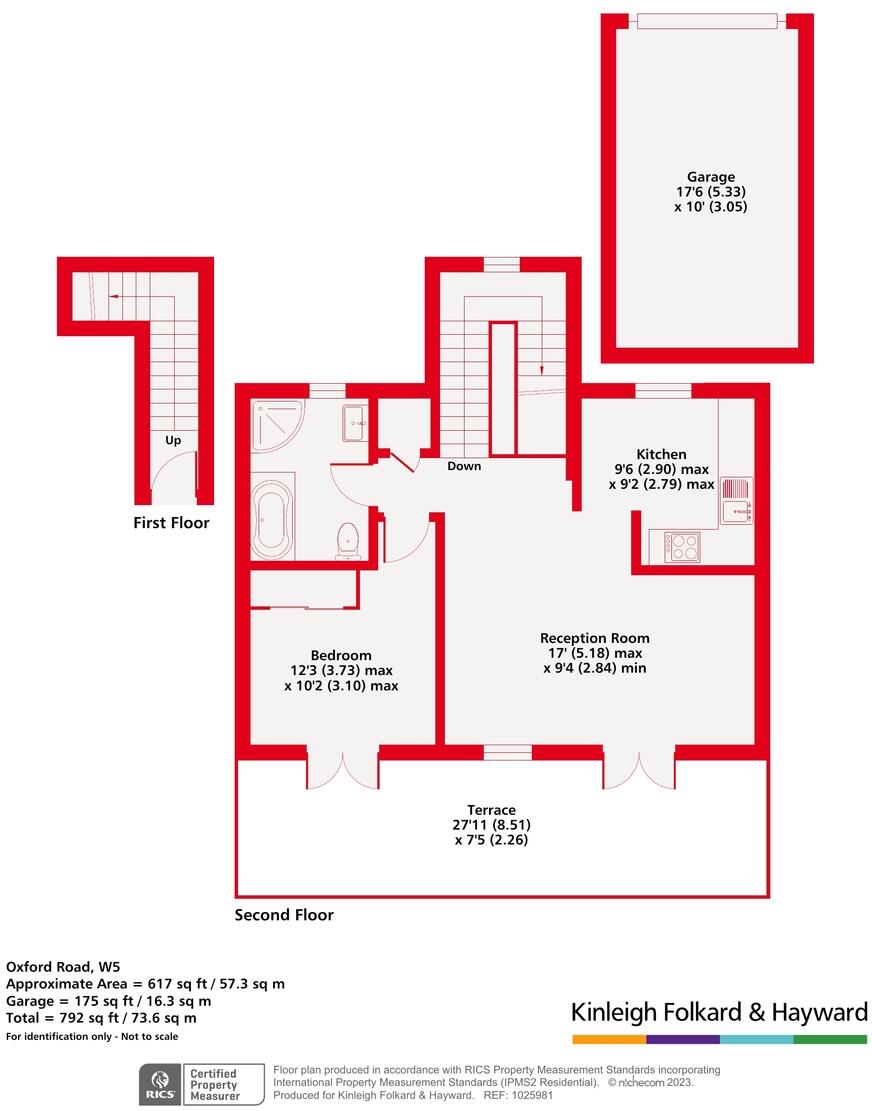 Garage
17'6 (5.33)
x 10' (3.05)
Up
First Floor
Down
Kitchen
9'6 (2.90) max
x 9'2 (2.79) max
Reception Room
17' (5.18) max
x 9'4 (2.84) min
Bedroom
12'3 (3.73) max
x 10'2 (3.10) max
Terrace
27'11 (8.51)
x 7'5 (2.26)
Second Floor
Oxford Road, W5
Approximate Area = 617 sq ft / 57.3 sq m
Garage = 175 sq ft / 16.3 sq m
Total = 792 sq ft / 73.6 sq m
For identification only - Not to scale
Kinleigh Folkard & Hayward
RICS
Certified
Property
Measurer
Floor plan produced in accordance with RICS Property Measurement Standards incorporating
International Property Measurement Standards (IPMS2 Residential). © nichecom 2023.
Produced for Kinleigh Folkard & Hayward. REF: 1025981